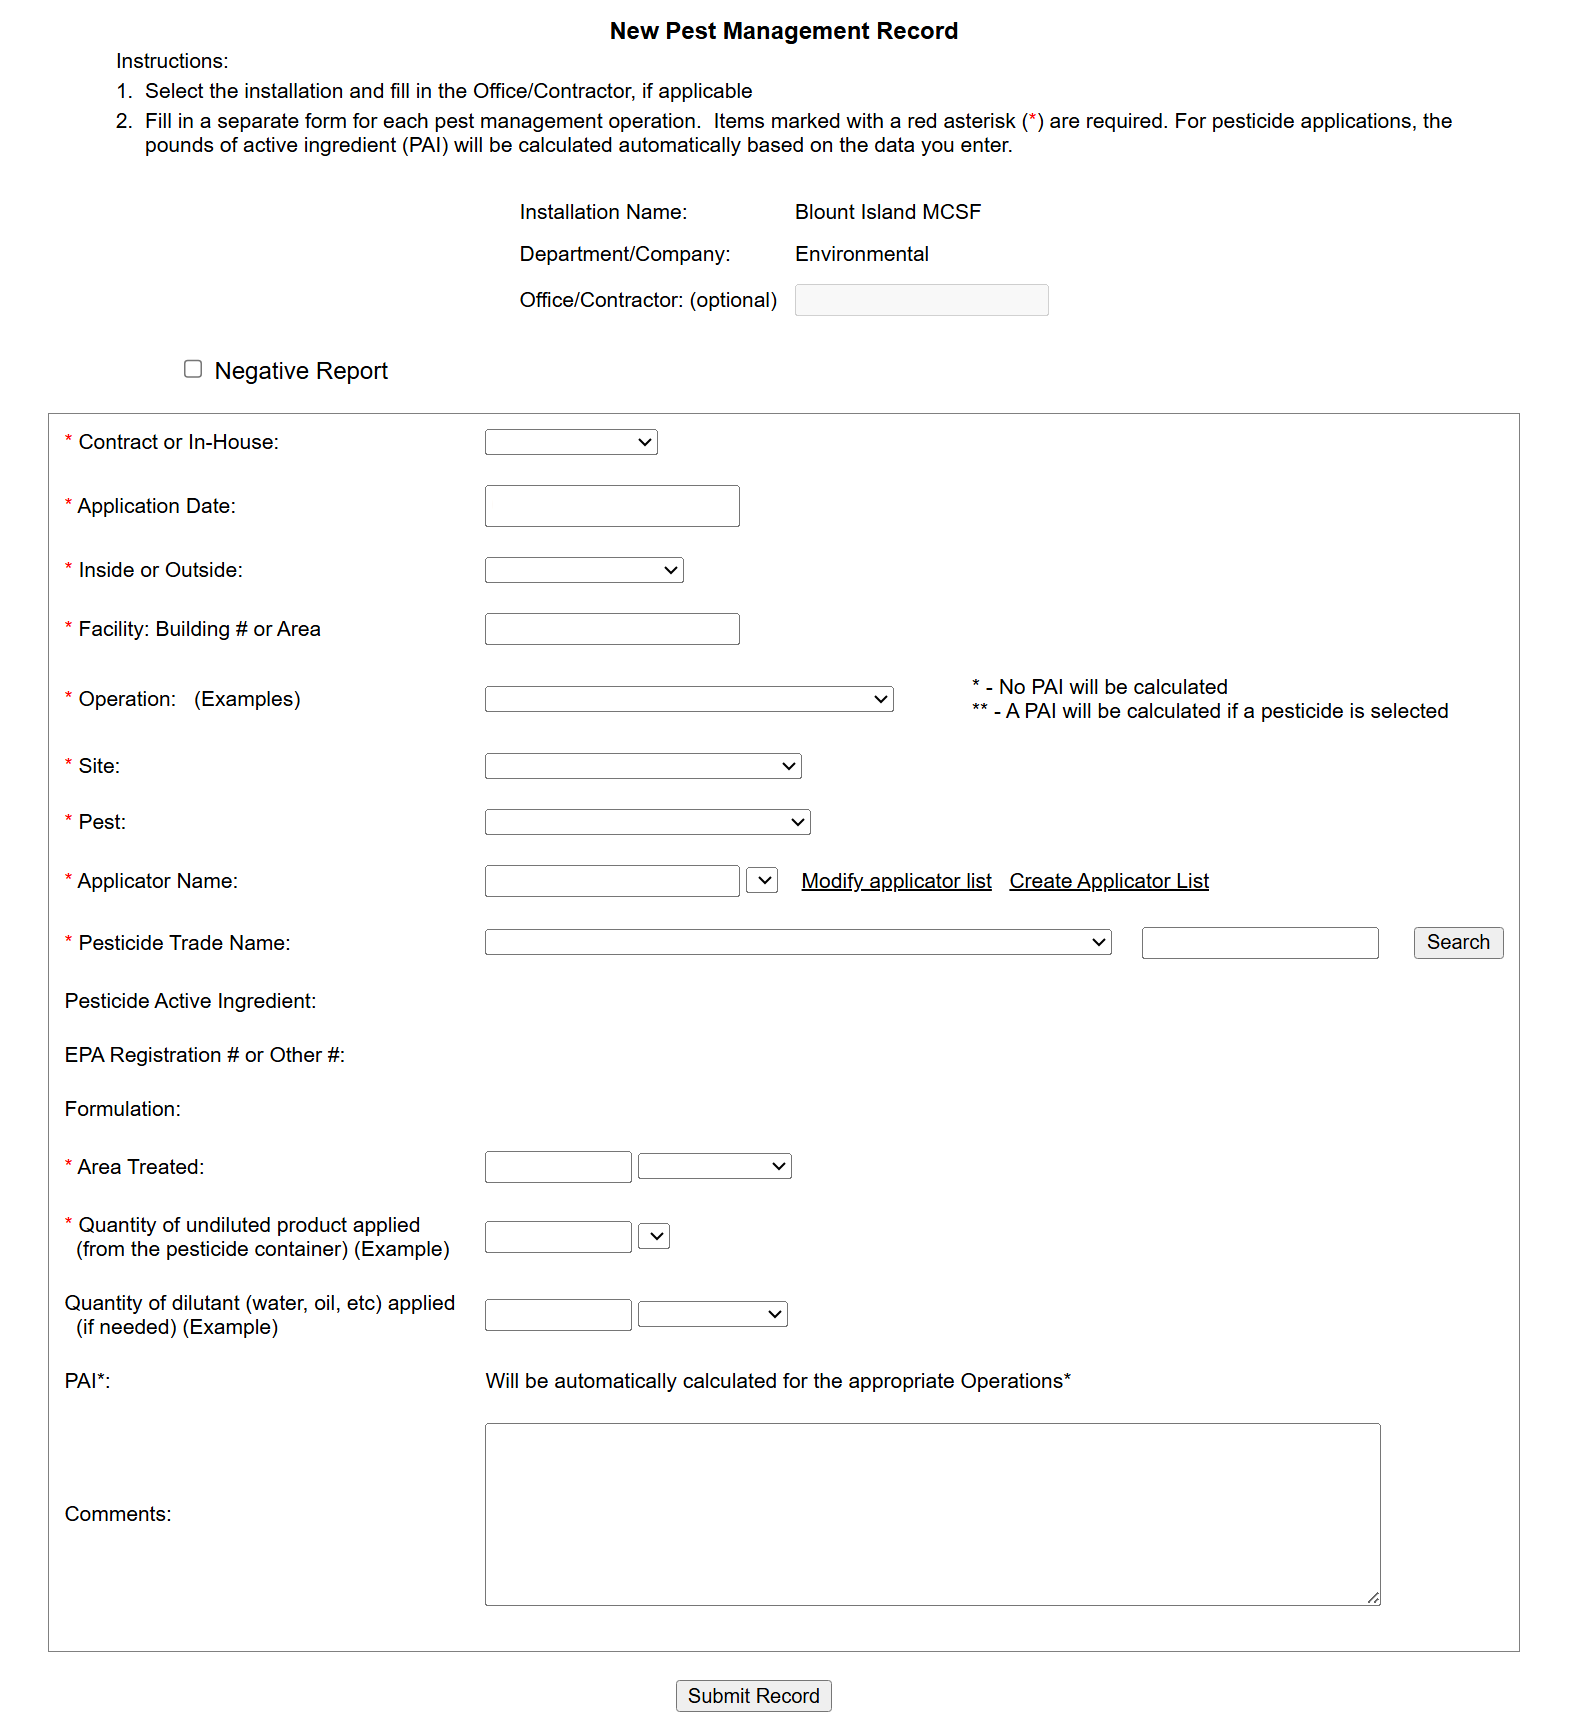 New Pest Management Record
Instructions:
1. Select the installation and fill in the Office/Contractor, if applicable
2. Fill in a separate form for each pest management operation. Items marked with a red asterisk (*) are required. For pesticide applications, the
pounds of active ingredient (PAI) will be calculated automatically based on the data you enter.
Installation Name: Blount Island MCSF
Department/Company: Environmental
Office/Contractor: (optional)
Negative Report
* Contract or In-House:
* Application Date:
* Inside or Outside:
* Facility: Building # or Area
* Operation: (Examples)
* - No PAI will be calculated
** - A PAI will be calculated if a pesticide is selected
* Site:
* Pest:
* Applicator Name: Modify applicator list Create Applicator List
* Pesticide Trade Name: Search
Pesticide Active Ingredient:
EPA Registration # or Other #:
Formulation:
* Area Treated:
* Quantity of undiluted product applied
(from the pesticide container) (Example)
Quantity of dilutant (water, oil, etc) applied
(if needed) (Example)
PAI*: Will be automatically calculated for the appropriate Operations*
Comments:
Submit Record